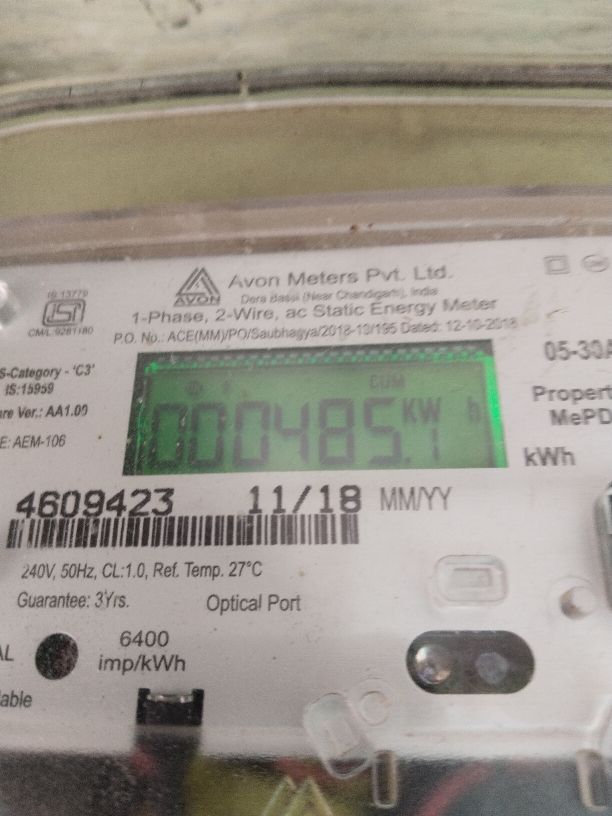 IS:13779
ISI
CM/L:9281180
AVON
Avon Meters Pvt. Ltd.
Dera Bassi (Near Chandigarh), India
1-Phase, 2-Wire, ac Static Energy Meter
P.O. No.: ACE(MM)/PO/Saubhagya/2018-19/195 Dated: 12-10-2018
S-Category - 'C3'
IS:15959
are Ver.: AA1.00
E: AEM-106
CUM
000485.1 KW h
05-30A
Propert
MePD
kWh
4609423 11/18 MM/YY
240V, 50Hz, CL:1.0, Ref. Temp. 27°C
Guarantee: 3Yrs. Optical Port
AL
6400
imp/kWh
lable